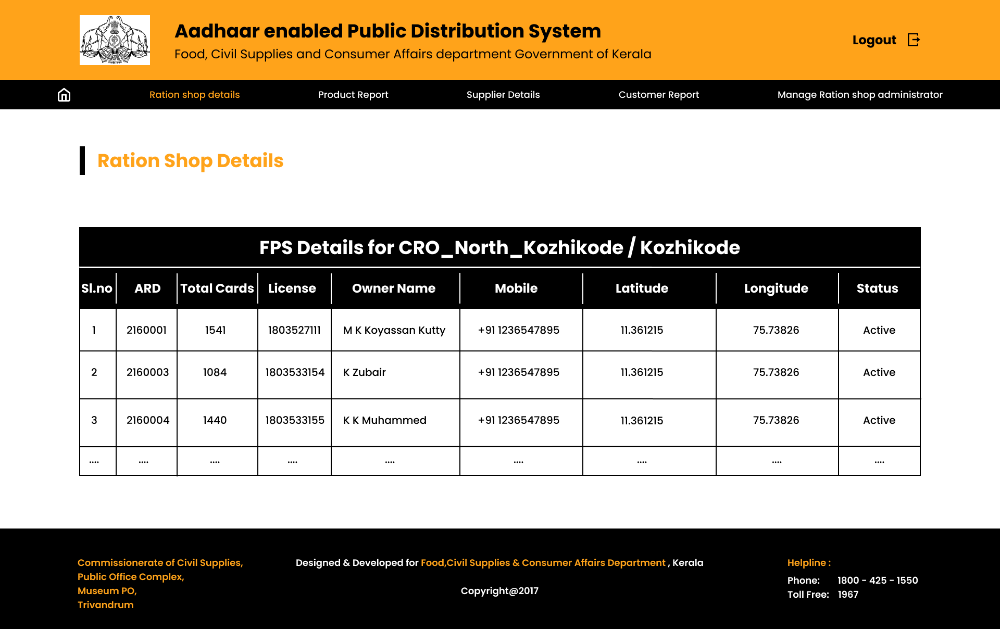 Aadhaar enabled Public Distribution System
Food, Civil Supplies and Consumer Affairs department Government of Kerala
Logout
Ration shop details
Product Report
Supplier Details
Customer Report
Manage Ration shop administrator
Ration Shop Details
FPS Details for CRO_North_Kozhikode / Kozhikode
Sl.no ARD Total Cards License Owner Name Mobile Latitude Longitude Status
1 2160001 1541 1803527111 M K Koyassan Kutty +91 1236547895 11.361215 75.73826 Active
2 2160003 1084 1803533154 K Zubair +91 1236547895 11.361215 75.73826 Active
3 2160004 1440 1803533155 K K Muhammed +91 1236547895 11.361215 75.73826 Active
.... .... .... .... .... .... .... .... ....
Commissionerate of Civil Supplies,
Public Office Complex,
Museum PO,
Trivandrum
Designed & Developed for Food,Civil Supplies & Consumer Affairs Department , Kerala
Copyright@2017
Helpline :
Phone: 1800 - 425 - 1550
Toll Free: 1967